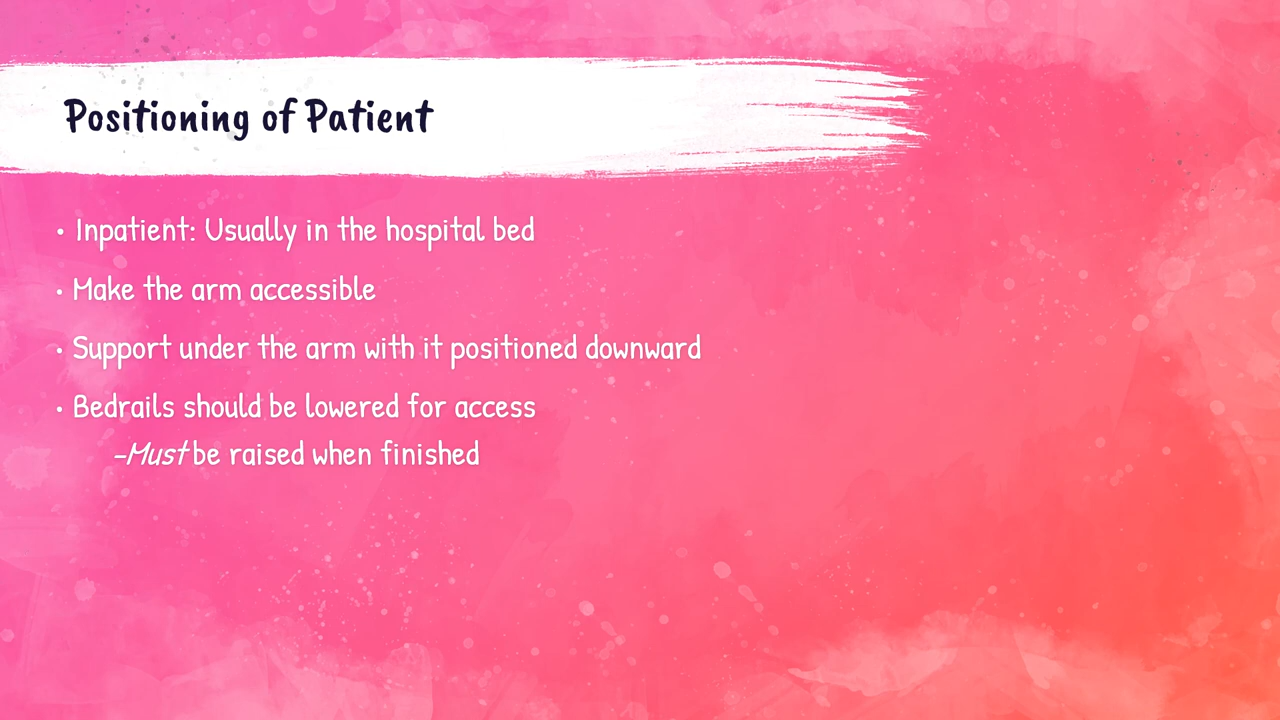 Positioning of Patient
• Inpatient: Usually in the hospital bed
• Make the arm accessible
• Support under the arm with it positioned downward
• Bedrails should be lowered for access
–Must be raised when finished